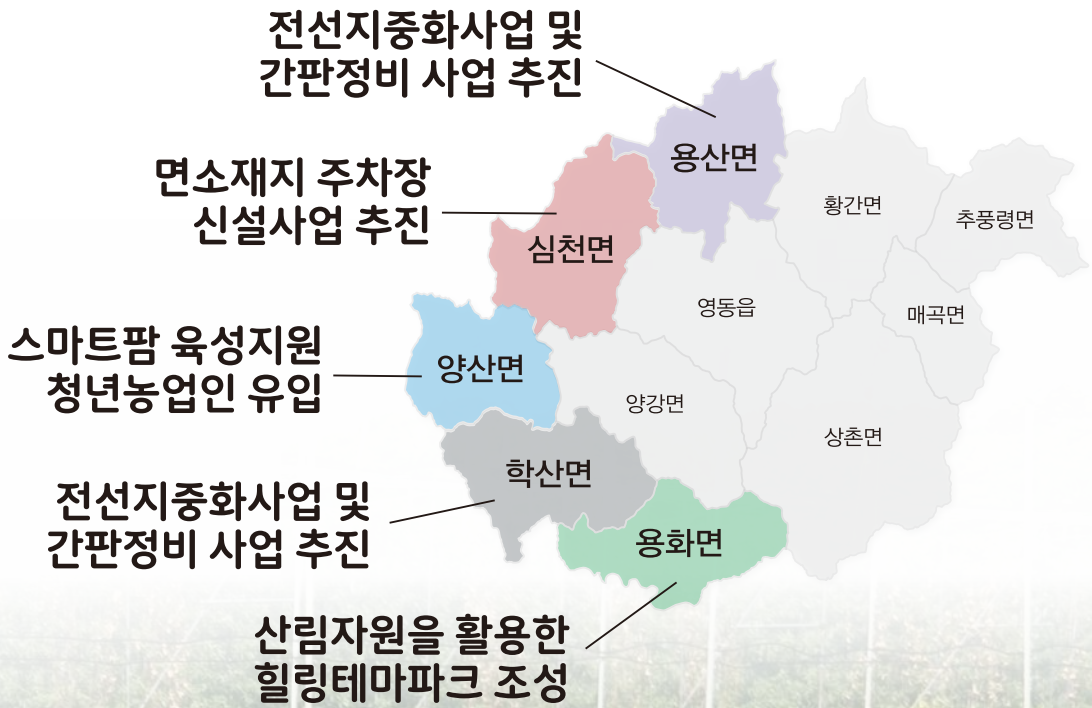 전선지중화사업 및
간판정비 사업 추진
용산면
면소재지 주차장
신설사업 추진
심천면
황간면
추풍령면
영동읍
매곡면
스마트팜 육성지원
청년농업인 유입
양산면
양강면
상촌면
전선지중화사업 및
간판정비 사업 추진
학산면
용화면
산림자원을 활용한
힐링테마파크 조성